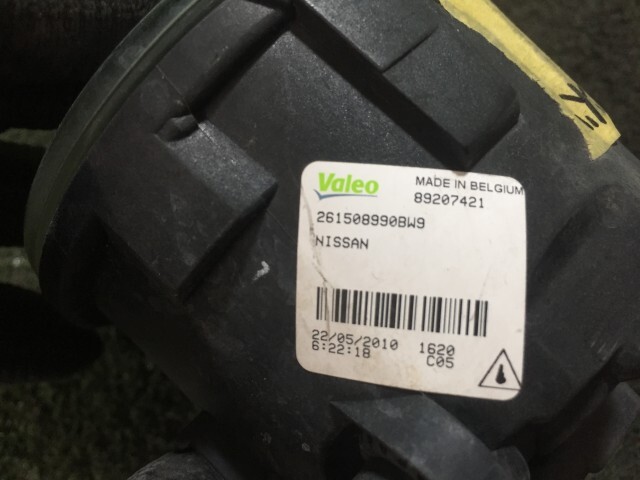 Valeo
MADE IN BELGIUM
89207421
261508990BW9
NISSAN
22/05/2010 1620
6:22:18 C05